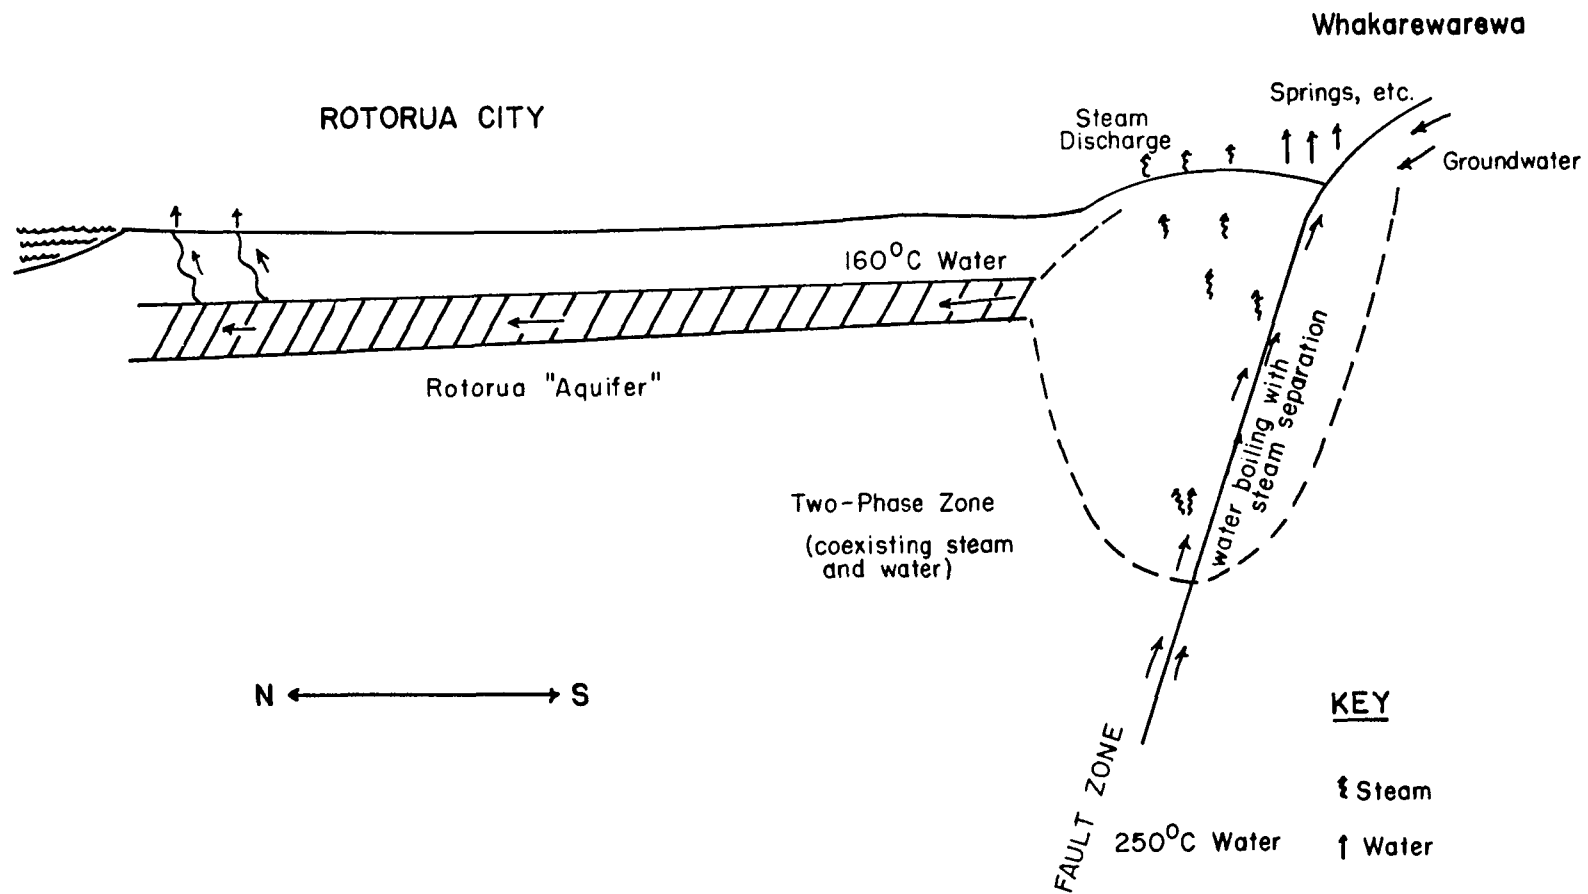 Whakarewarewa
ROTORUA CITY
Springs, etc.
Steam
Discharge
Groundwater
160°C Water
Rotorua "Aquifer"
water boiling with
steam separation
Two-Phase Zone
(coexisting steam
and water)
N
S
KEY
FAULT ZONE
Steam
250°C Water
Water